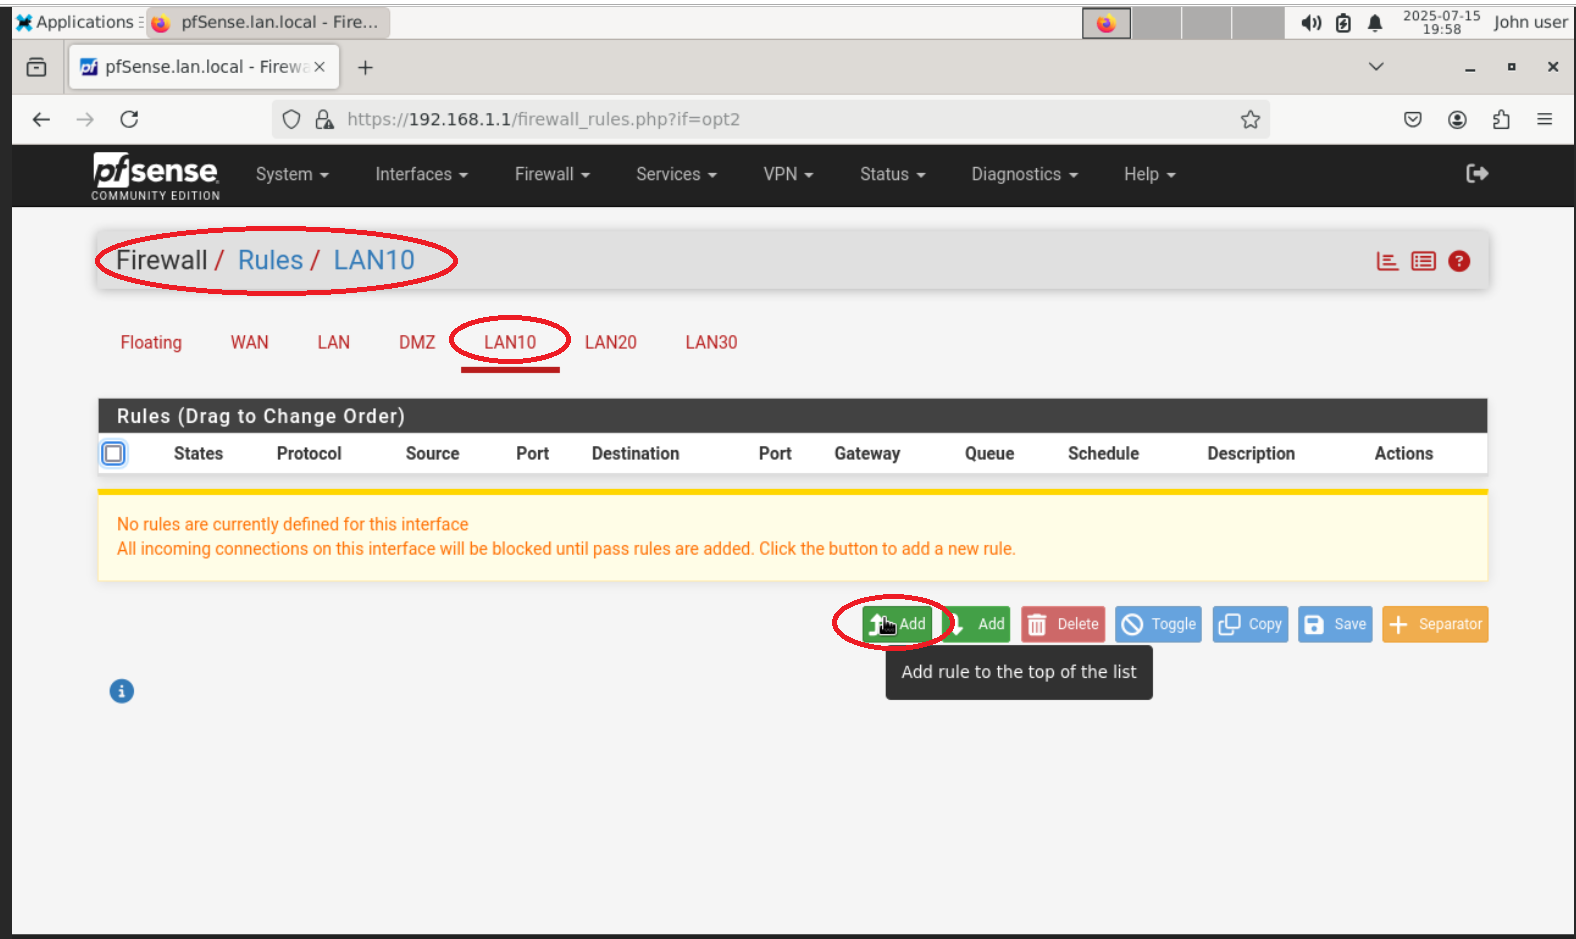 Applications
pfSense.lan.local - Fire...
2025-07-15
19:58
John user
pfSense.lan.local - Firewa
https://192.168.1.1/firewall_rules.php?if=opt2
pfsense
COMMUNITY EDITION
System
Interfaces
Firewall
Services
VPN
Status
Diagnostics
Help
Firewall / Rules / LAN10
Floating WAN LAN DMZ LAN10 LAN20 LAN30
Rules (Drag to Change Order)
States Protocol Source Port Destination Port Gateway Queue Schedule Description Actions
No rules are currently defined for this interface
All incoming connections on this interface will be blocked until pass rules are added. Click the button to add a new rule.
Add Add Delete Toggle Copy Save Separator
Add rule to the top of the list